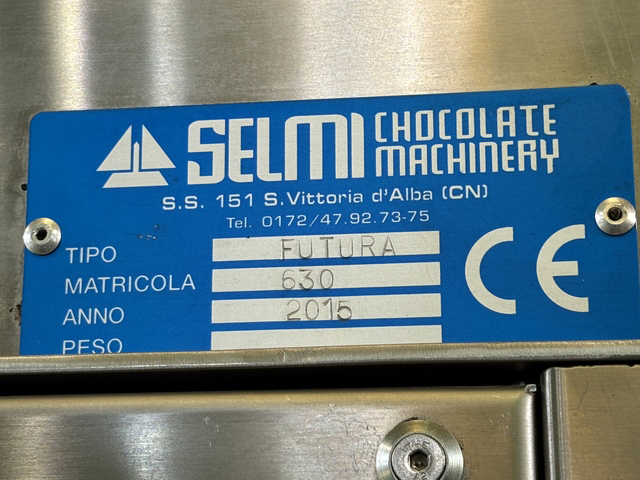 SELMI CHOCOLATE MACHINERY
S.S. 151 S.Vittoria d'Alba (CN)
Tel. 0172/47.92.73-75
TIPO FUTURA
MATRICOLA 630
ANNO 2015
PESO
CE